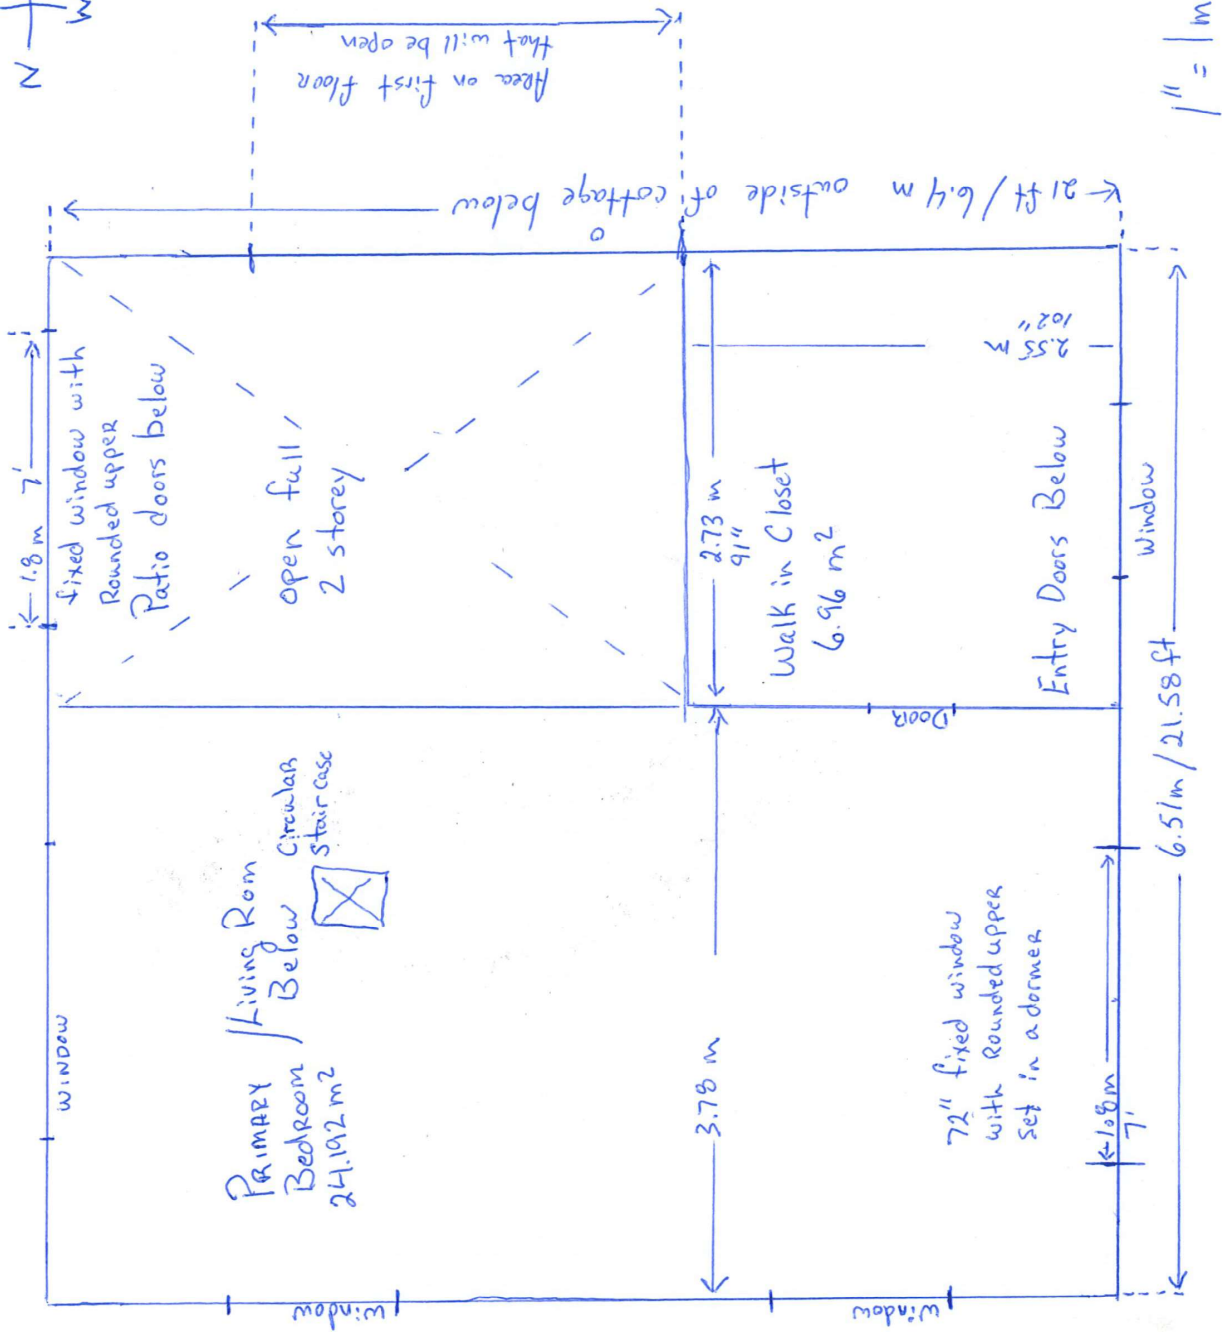 N
W
Area on first floor
that will be open
1" = 1m
← 21 ft / 6.4 m outside of cottage below
← 1.8m 7' →
fixed window with
Rounded upper
Patio doors below
open full
2 storey
2.73 m
91"
2.55 m
102"
Walk in Closet
6.96 m²
Entry Doors Below
Window
Door
6.51m / 21.58ft
WINDOW
PRIMARY / Living Rom
Bedroom / Below
24.192 m²
Circular
staircase
3.78 m
72" fixed window
with Rounded upper
set in a dormer
1.8m
7'
Window
Window